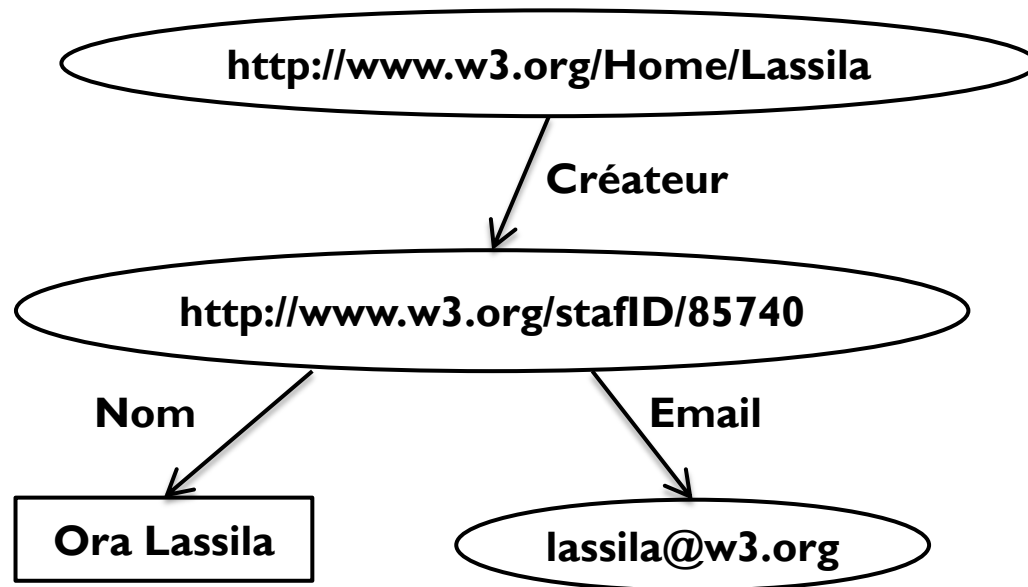 http://www.w3.org/Home/Lassila
Créateur
http://www.w3.org/stafID/85740
Nom
Email
Ora Lassila
lassila@w3.org